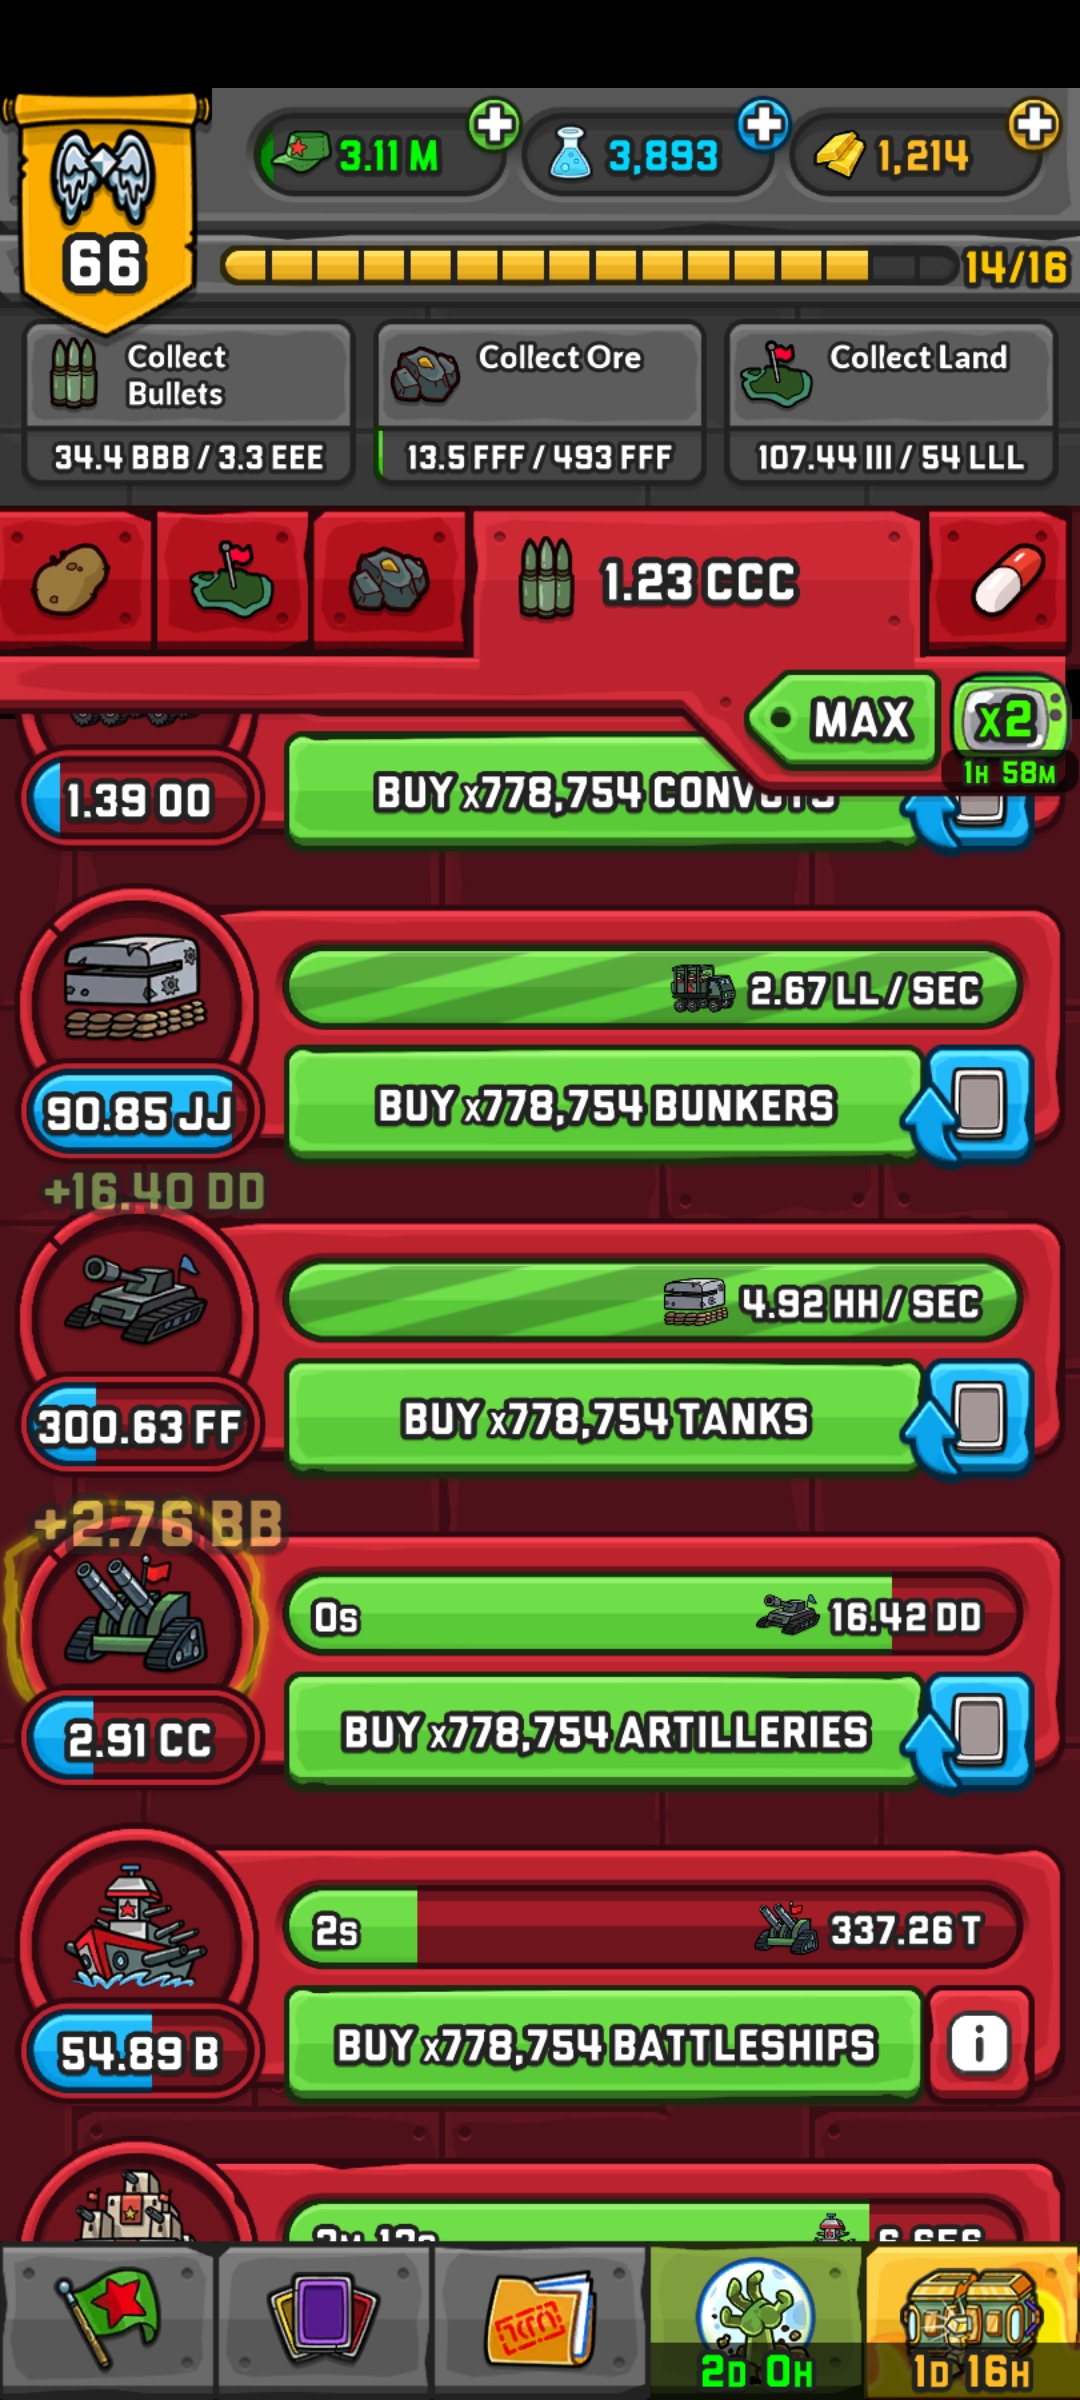 66
3.11 M
3,893
1,214
14/16
Collect Bullets
34.4 BBB / 3.3 EEE
Collect Ore
13.5 FFF / 493 FFF
Collect Land
107.44 III / 54 LLL
1.23 CCC
MAX
x2
1H 58M
1.39 OO
BUY x778,754 CONVICTS
2.67 LL / SEC
90.85 JJ
BUY x778,754 BUNKERS
+16.40 DD
4.92 HH / SEC
300.63 FF
BUY x778,754 TANKS
+2.76 BB
0s
16.42 DD
2.91 CC
BUY x778,754 ARTILLERIES
2s
337.26 T
54.89 B
BUY x778,754 BATTLESHIPS
i
2D 0H
1D 16H